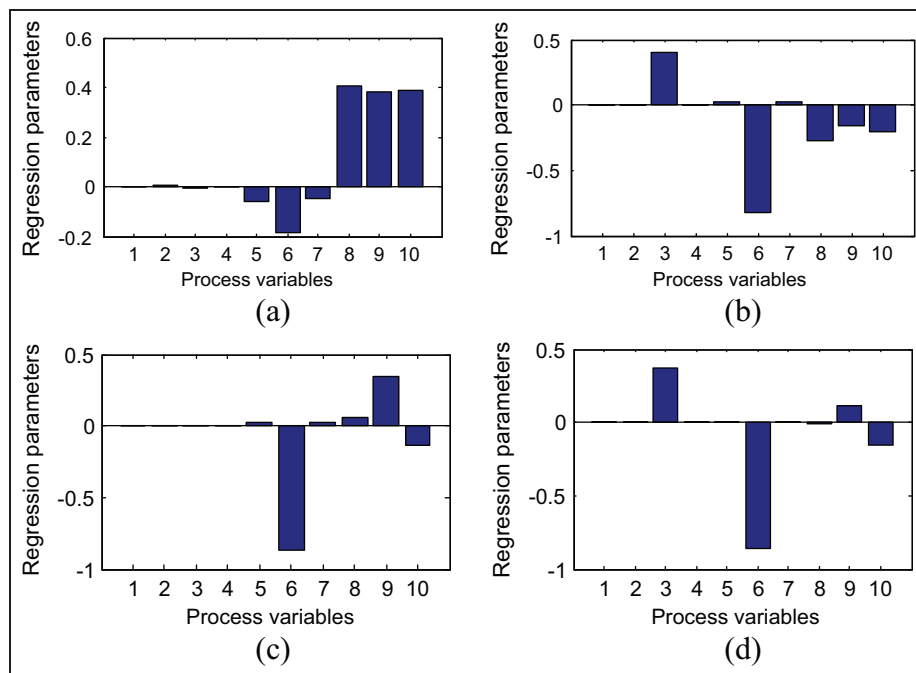 Regression parameters
0.6
0.4
0.2
0
-0.2
1 2 3 4 5 6 7 8 9 10
Process variables
(a)
Regression parameters
0.5
0
-0.5
-1
1 2 3 4 5 6 7 8 9 10
Process variables
(b)
Regression parameters
0.5
0
-0.5
-1
1 2 3 4 5 6 7 8 9 10
Process variables
(c)
Regression parameters
0.5
0
-0.5
-1
1 2 3 4 5 6 7 8 9 10
Process variables
(d)